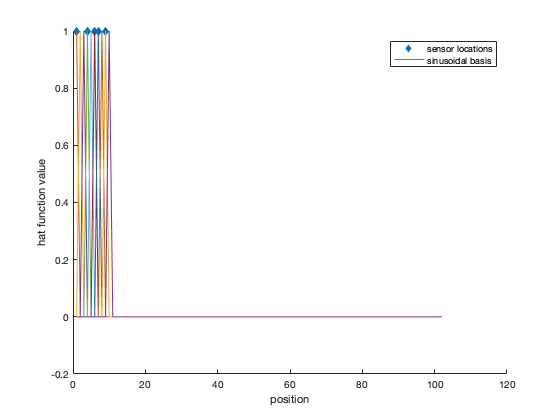 1
0.8
0.6
0.4
0.2
0
-0.2
hat function value
sensor locations
sinusoidal basis
0 20 40 60 80 100 120
position